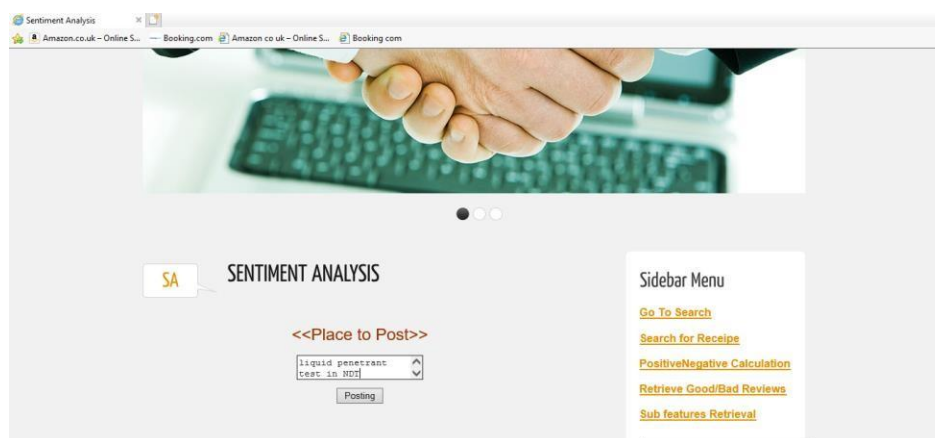 Sentiment Analysis
Amazon.co.uk – Online S... Booking.com Amazon co uk – Online S... Booking com
SA
SENTIMENT ANALYSIS
<<Place to Post>>
liquid penetrant
test in NDT
Posting
Sidebar Menu
Go To Search
Search for Receipe
PositiveNegative Calculation
Retrieve Good/Bad Reviews
Sub features Retrieval